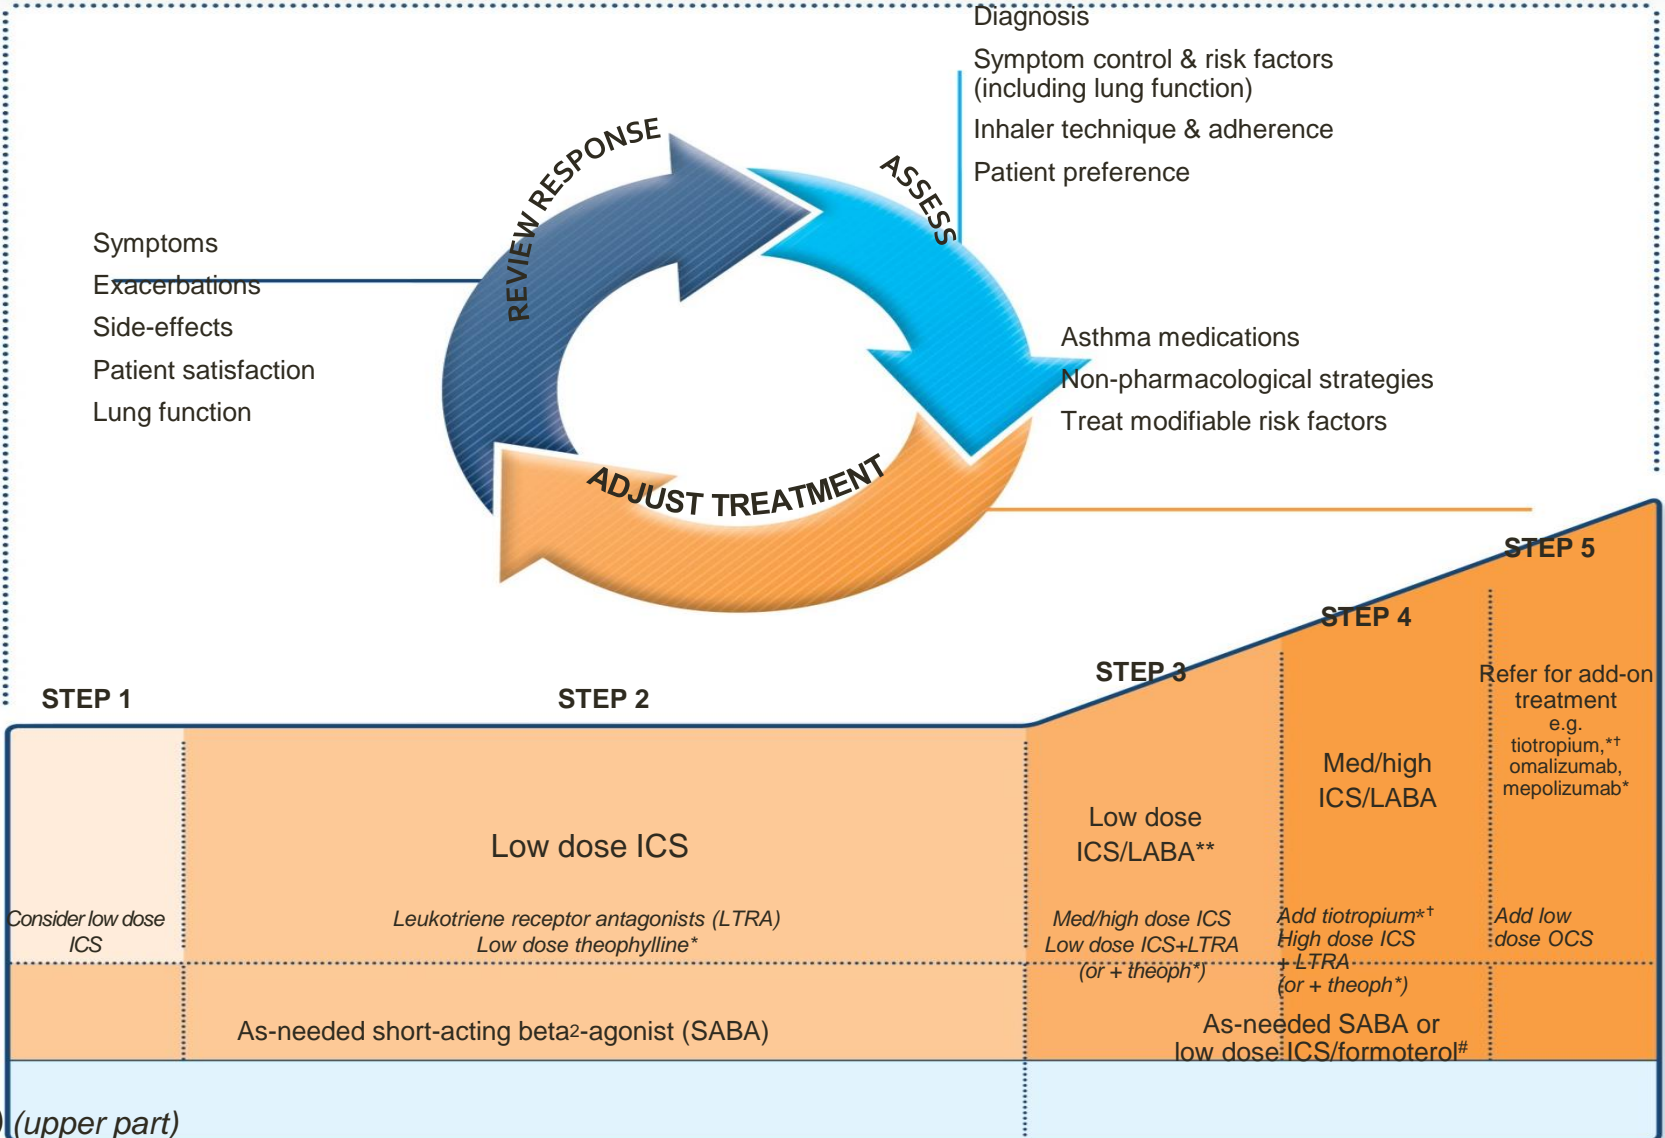 Diagnosis
Symptom control & risk factors
(including lung function)
Inhaler technique & adherence
Patient preference
REVIEW RESPONSE
ASSESS
Symptoms
Exacerbations
Side-effects
Patient satisfaction
Lung function
Asthma medications
Non-pharmacological strategies
Treat modifiable risk factors
ADJUST TREATMENT
STEP 1
STEP 2
STEP 3
STEP 4
STEP 5
Refer for add-on
treatment
e.g.
tiotropium,*†
omalizumab,
mepolizumab*
Med/high
ICS/LABA
Low dose
ICS/LABA**
Low dose ICS
Consider low dose
ICS
Leukotriene receptor antagonists (LTRA)
Low dose theophylline*
Med/high dose ICS
Low dose ICS+LTRA
(or + theoph*)
Add tiotropium*†
High dose ICS
+ LTRA
(or + theoph*)
Add low
dose OCS
As-needed short-acting beta2-agonist (SABA)
As-needed SABA or
low dose ICS/formoterol#
) (upper part)